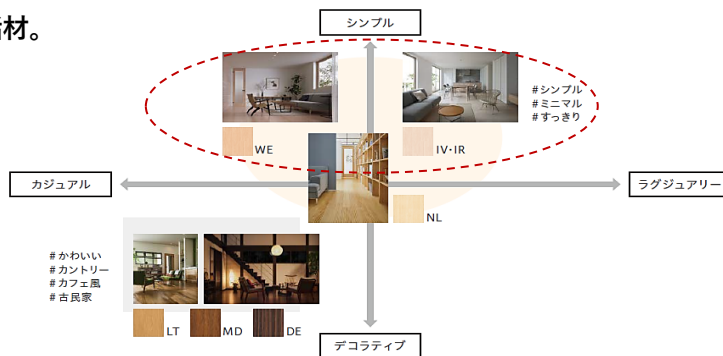 材。
シンプル
#シンプル
#ミニマル
#すっきり
WE
IV・IR
カジュアル
ラグジュアリー
NL
#かわいい
#カントリー
#カフェ風
#古民家
LT
MD
DE
デコラティブ